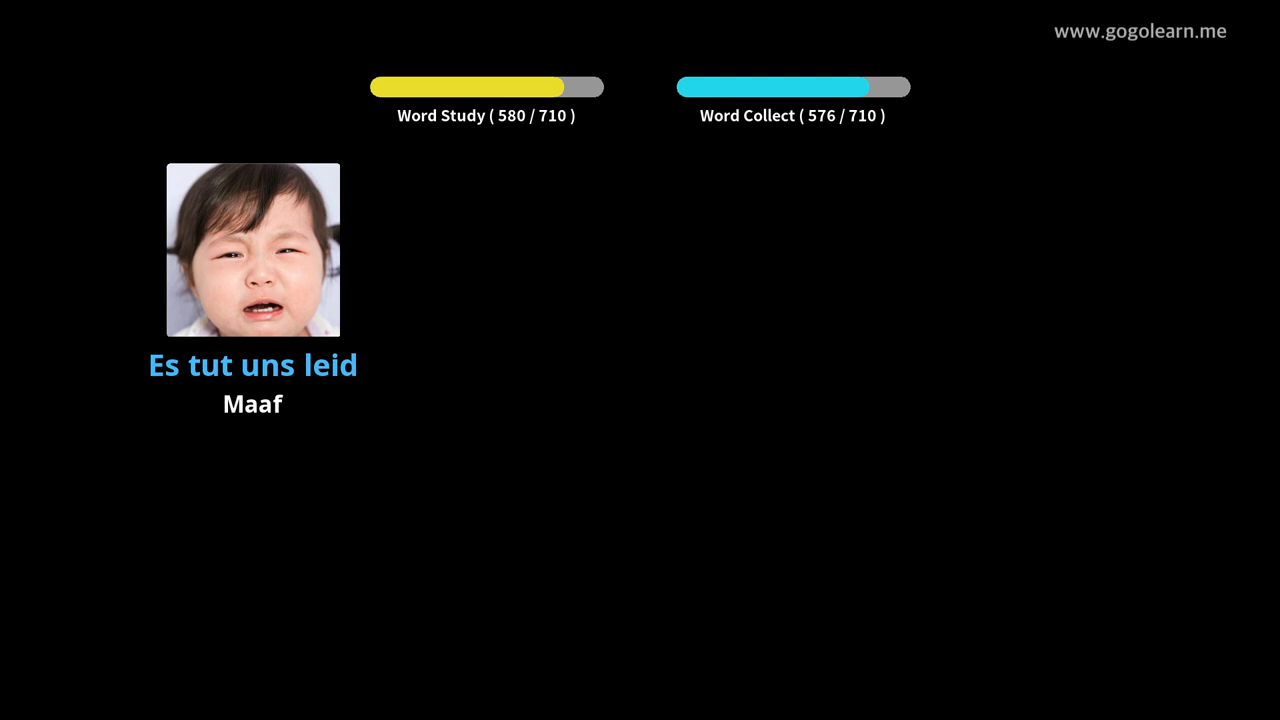 www.gogolearn.me
Word Study ( 580 / 710 )
Word Collect ( 576 / 710 )
Es tut uns leid
Maaf